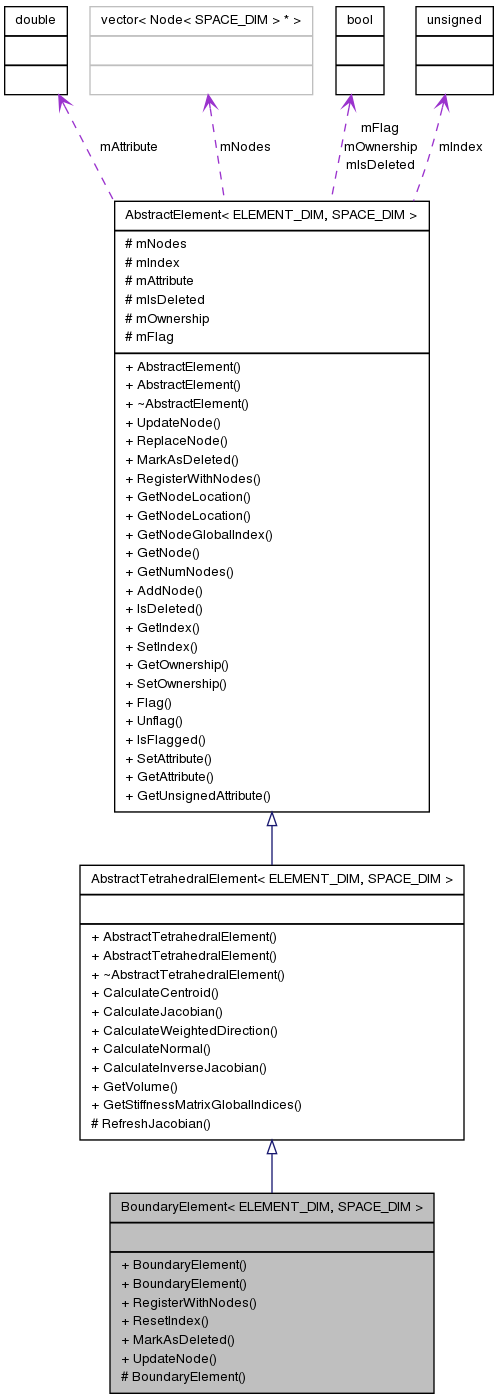 double
vector< Node< SPACE_DIM > * >
bool
unsigned
mAttribute
mNodes
mFlag
mOwnership
mIsDeleted
mIndex
AbstractElement< ELEMENT_DIM, SPACE_DIM >
# mNodes
# mIndex
# mAttribute
# mIsDeleted
# mOwnership
# mFlag
+ AbstractElement()
+ AbstractElement()
+ ~AbstractElement()
+ UpdateNode()
+ ReplaceNode()
+ MarkAsDeleted()
+ RegisterWithNodes()
+ GetNodeLocation()
+ GetNodeLocation()
+ GetNodeGlobalIndex()
+ GetNode()
+ GetNumNodes()
+ AddNode()
+ IsDeleted()
+ GetIndex()
+ SetIndex()
+ GetOwnership()
+ SetOwnership()
+ Flag()
+ Unflag()
+ IsFlagged()
+ SetAttribute()
+ GetAttribute()
+ GetUnsignedAttribute()
AbstractTetrahedralElement< ELEMENT_DIM, SPACE_DIM >
+ AbstractTetrahedralElement()
+ AbstractTetrahedralElement()
+ ~AbstractTetrahedralElement()
+ CalculateCentroid()
+ CalculateJacobian()
+ CalculateWeightedDirection()
+ CalculateNormal()
+ CalculateInverseJacobian()
+ GetVolume()
+ GetStiffnessMatrixGlobalIndices()
# RefreshJacobian()
BoundaryElement< ELEMENT_DIM, SPACE_DIM >
+ BoundaryElement()
+ BoundaryElement()
+ RegisterWithNodes()
+ ResetIndex()
+ MarkAsDeleted()
+ UpdateNode()
# BoundaryElement()